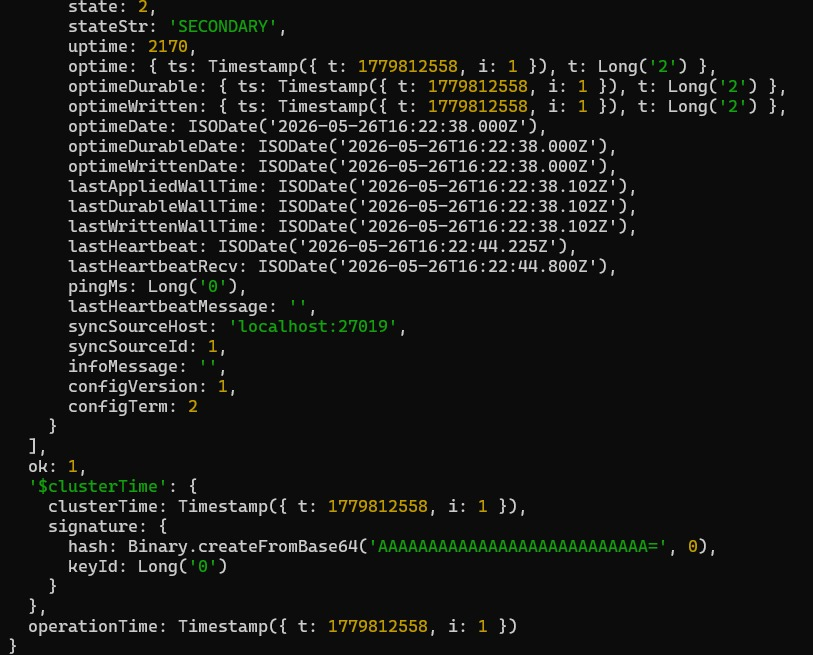 state: 2,
stateStr: 'SECONDARY',
uptime: 2170,
optime: { ts: Timestamp({ t: 1779812558, i: 1 }), t: Long('2') },
optimeDurable: { ts: Timestamp({ t: 1779812558, i: 1 }), t: Long('2') },
optimeWritten: { ts: Timestamp({ t: 1779812558, i: 1 }), t: Long('2') },
optimeDate: ISODate('2026-05-26T16:22:38.000Z'),
optimeDurableDate: ISODate('2026-05-26T16:22:38.000Z'),
optimeWrittenDate: ISODate('2026-05-26T16:22:38.000Z'),
lastAppliedWallTime: ISODate('2026-05-26T16:22:38.102Z'),
lastDurableWallTime: ISODate('2026-05-26T16:22:38.102Z'),
lastWrittenWallTime: ISODate('2026-05-26T16:22:38.102Z'),
lastHeartbeat: ISODate('2026-05-26T16:22:44.225Z'),
lastHeartbeatRecv: ISODate('2026-05-26T16:22:44.800Z'),
pingMs: Long('0'),
lastHeartbeatMessage: '',
syncSourceHost: 'localhost:27019',
syncSourceId: 1,
infoMessage: '',
configVersion: 1,
configTerm: 2
}
],
ok: 1,
'$clusterTime': {
clusterTime: Timestamp({ t: 1779812558, i: 1 }),
signature: {
hash: Binary.createFromBase64('AAAAAAAAAAAAAAAAAAAAAAAAAAA=', 0),
keyId: Long('0')
}
},
operationTime: Timestamp({ t: 1779812558, i: 1 })
}